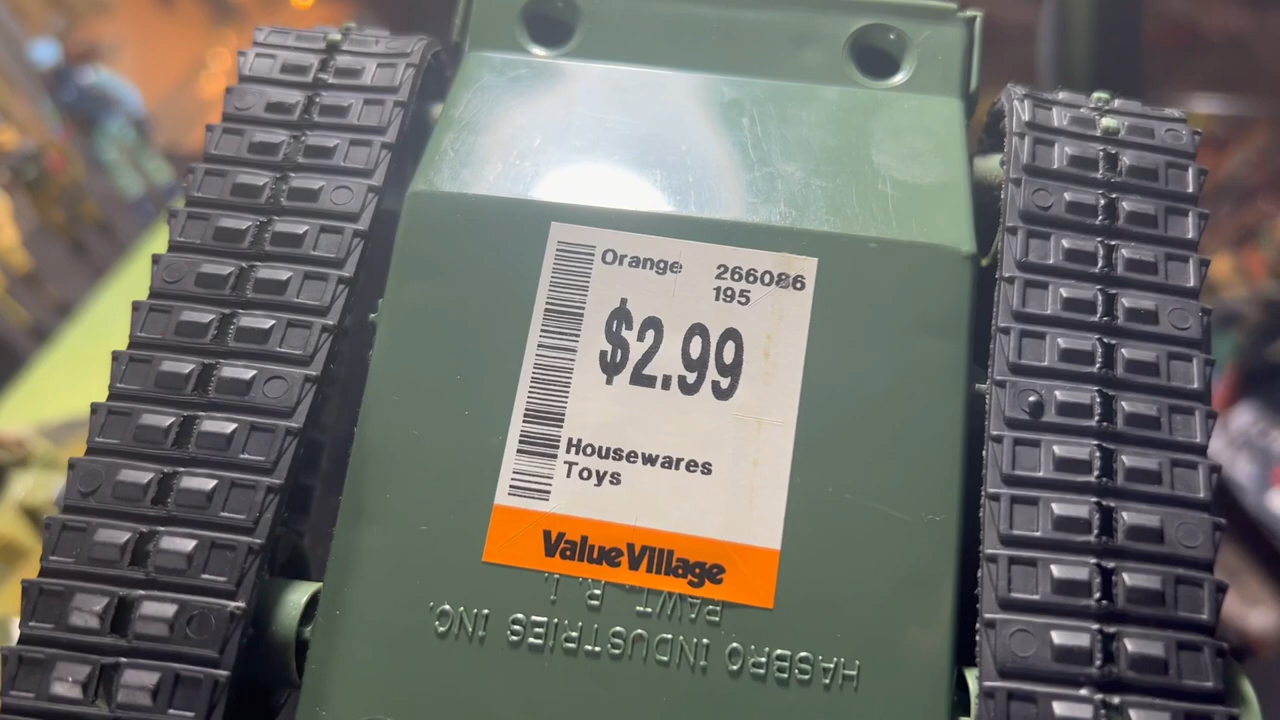 Orange 266086
195
$2.99
Housewares
Toys
Value Village
HASBRO INDUSTRIES INC.
PAWT. R. I.